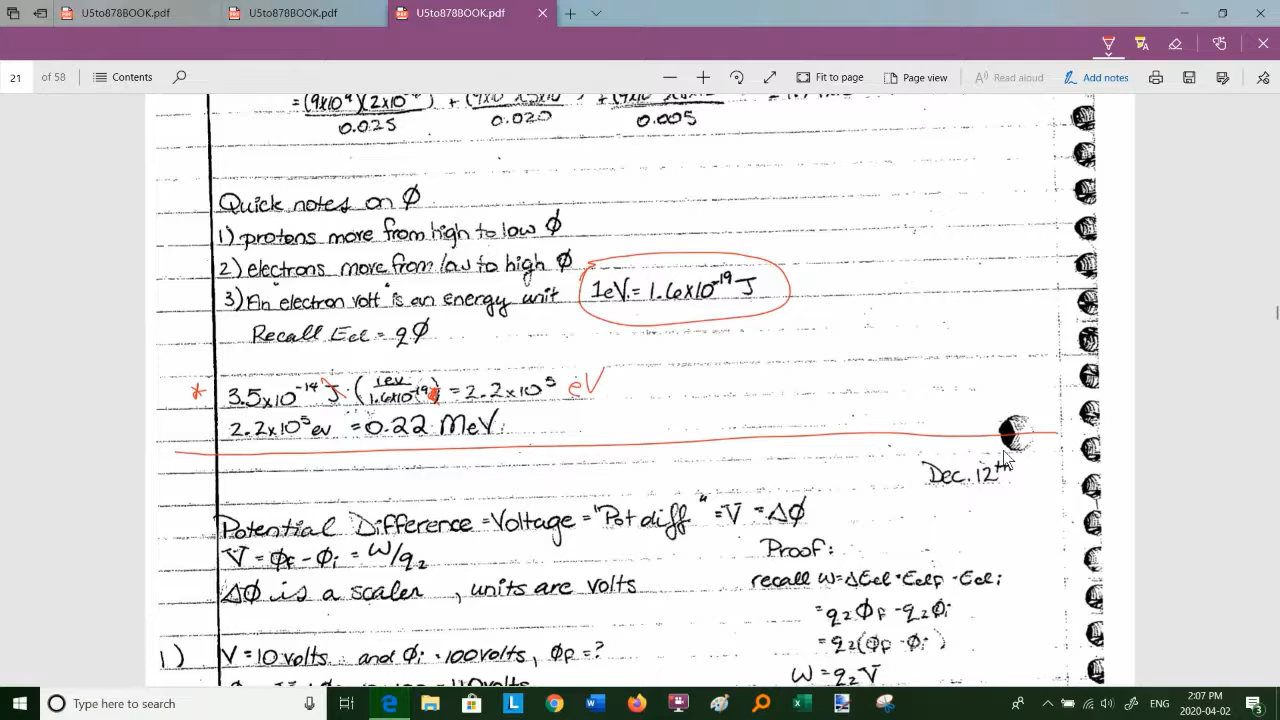 U5to878BOOK.pdf U5to878BOOK.pdf U5to878BOOK.pdf
21 of 58 Contents Fit to page Page view Read aloud Add notes
0.025 0.020 0.005
Quick notes on ϕ
1) protons move from high to low ϕ
2) electrons move from low to high ϕ
3) An electron volt is an energy unit 1eV = 1.6x10^-19 J
Recall Eel = qϕ
* 3.5x10^-14 J · (1ev / 1.6x10^-19 J) = 2.2x10^5 eV
2.2x10^5 ev = 0.22 MeV.
Dec. 12th
Potential Difference = Voltage = "Pot diff" = V = Δϕ
V = ϕf - ϕi = W/q2
Δϕ is a scaler, units are volts.
Proof:
recall W = ΔEel = Eelf - Eeli
= q2ϕf - q2ϕi
= q2(ϕf - ϕi)
W = q2V
1) V = 10 volts and ϕi = 100 volts, ϕf = ?
Type here to search
ENG
7:07 PM
2020-04-02